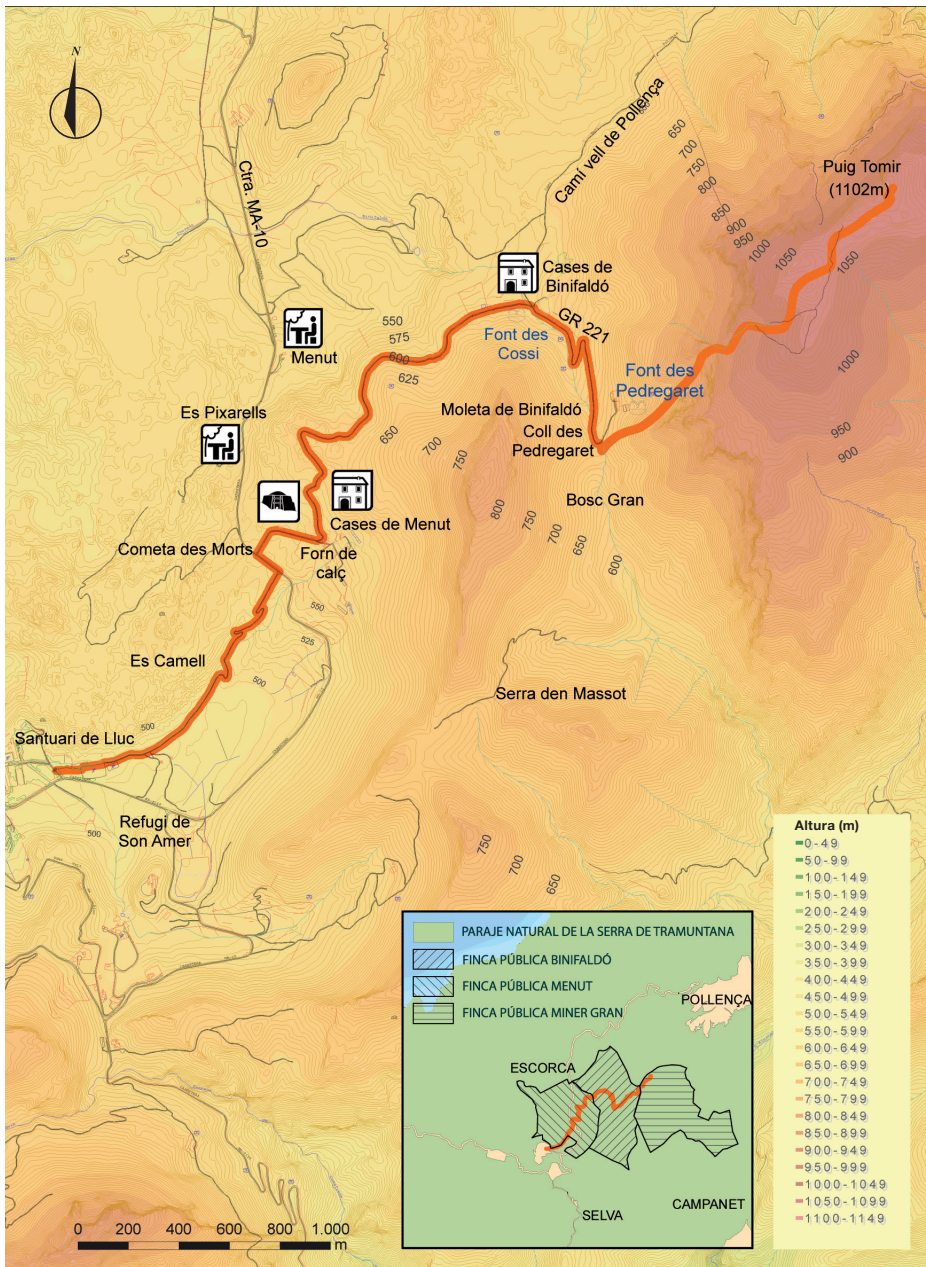 N
Ctra. MA-10
Camí vell de Pollença
650
700
750
800
850
900
950
1000
1050
1050
Puig Tomir
(1102m)
Cases de
Binifaldó
GR 221
550
575
600
625
Font des
Cossi
Menut
1000
Font des
Pedregaret
Es Pixarells
Moleta de Binifaldó
Coll des
Pedregaret
650
700
750
950
900
Cases de Menut
Bosc Gran
800
750
700
650
600
Cometa des Morts
Forn de
calç
550
525
500
Es Camell
Serra den Massot
500
Santuari de Lluc
Refugi de
Son Amer
500
750
700
650
Altura (m)
0-49
50-99
100-149
150-199
200-249
250-299
300-349
350-399
400-449
450-499
500-549
550-599
600-649
650-699
700-749
750-799
800-849
850-899
900-949
950-999
1000-1049
1050-1099
1100-1149
PARAJE NATURAL DE LA SERRA DE TRAMUNTANA
FINCA PÚBLICA BINIFALDÓ
FINCA PÚBLICA MENUT
FINCA PÚBLICA MINER GRAN
POLLENÇA
ESCORCA
SELVA
CAMPANET
0 200 400 600 800 1.000
m